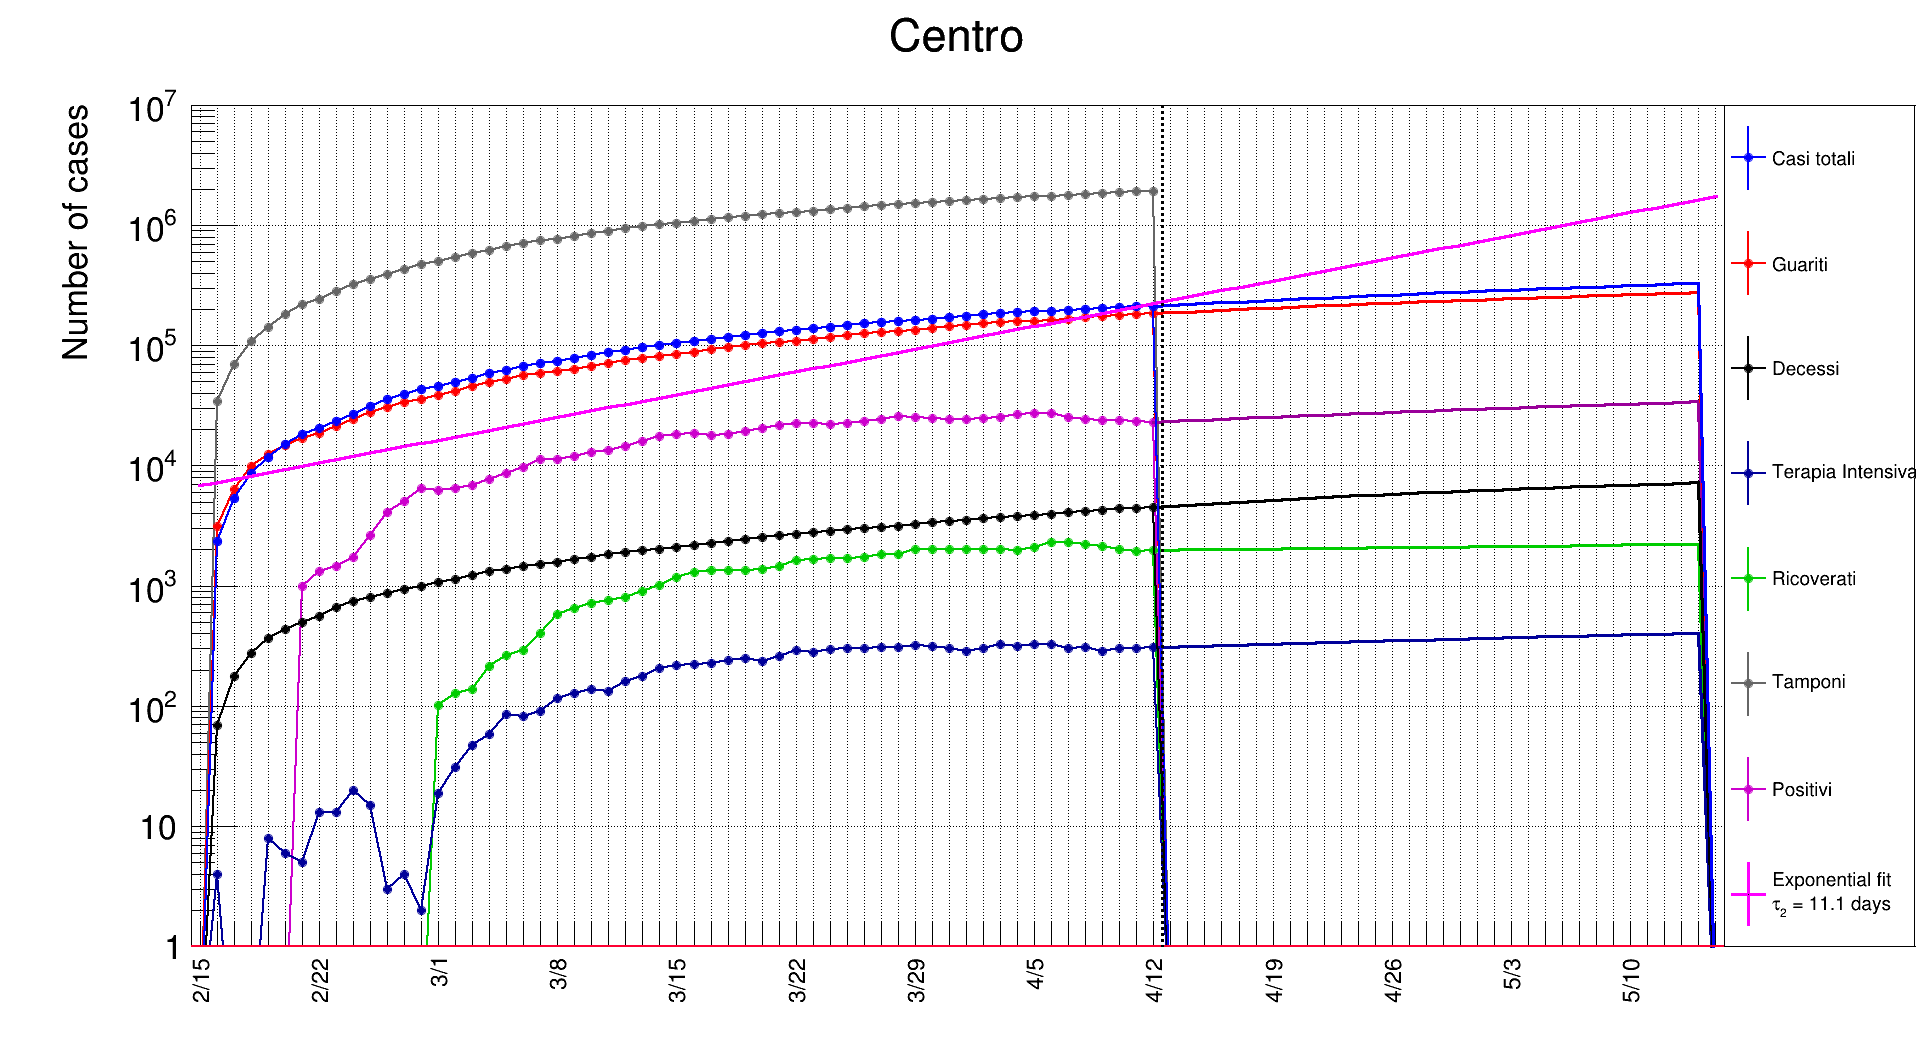 Centro
Number of cases
10^7
10^6
10^5
10^4
10^3
10^2
10
1
2/15
2/22
3/1
3/8
3/15
3/22
3/29
4/5
4/12
4/19
4/26
5/3
5/10
Casi totali
Guariti
Decessi
Terapia Intensiva
Ricoverati
Tamponi
Positivi
Exponential fit
τ₂ = 11.1 days